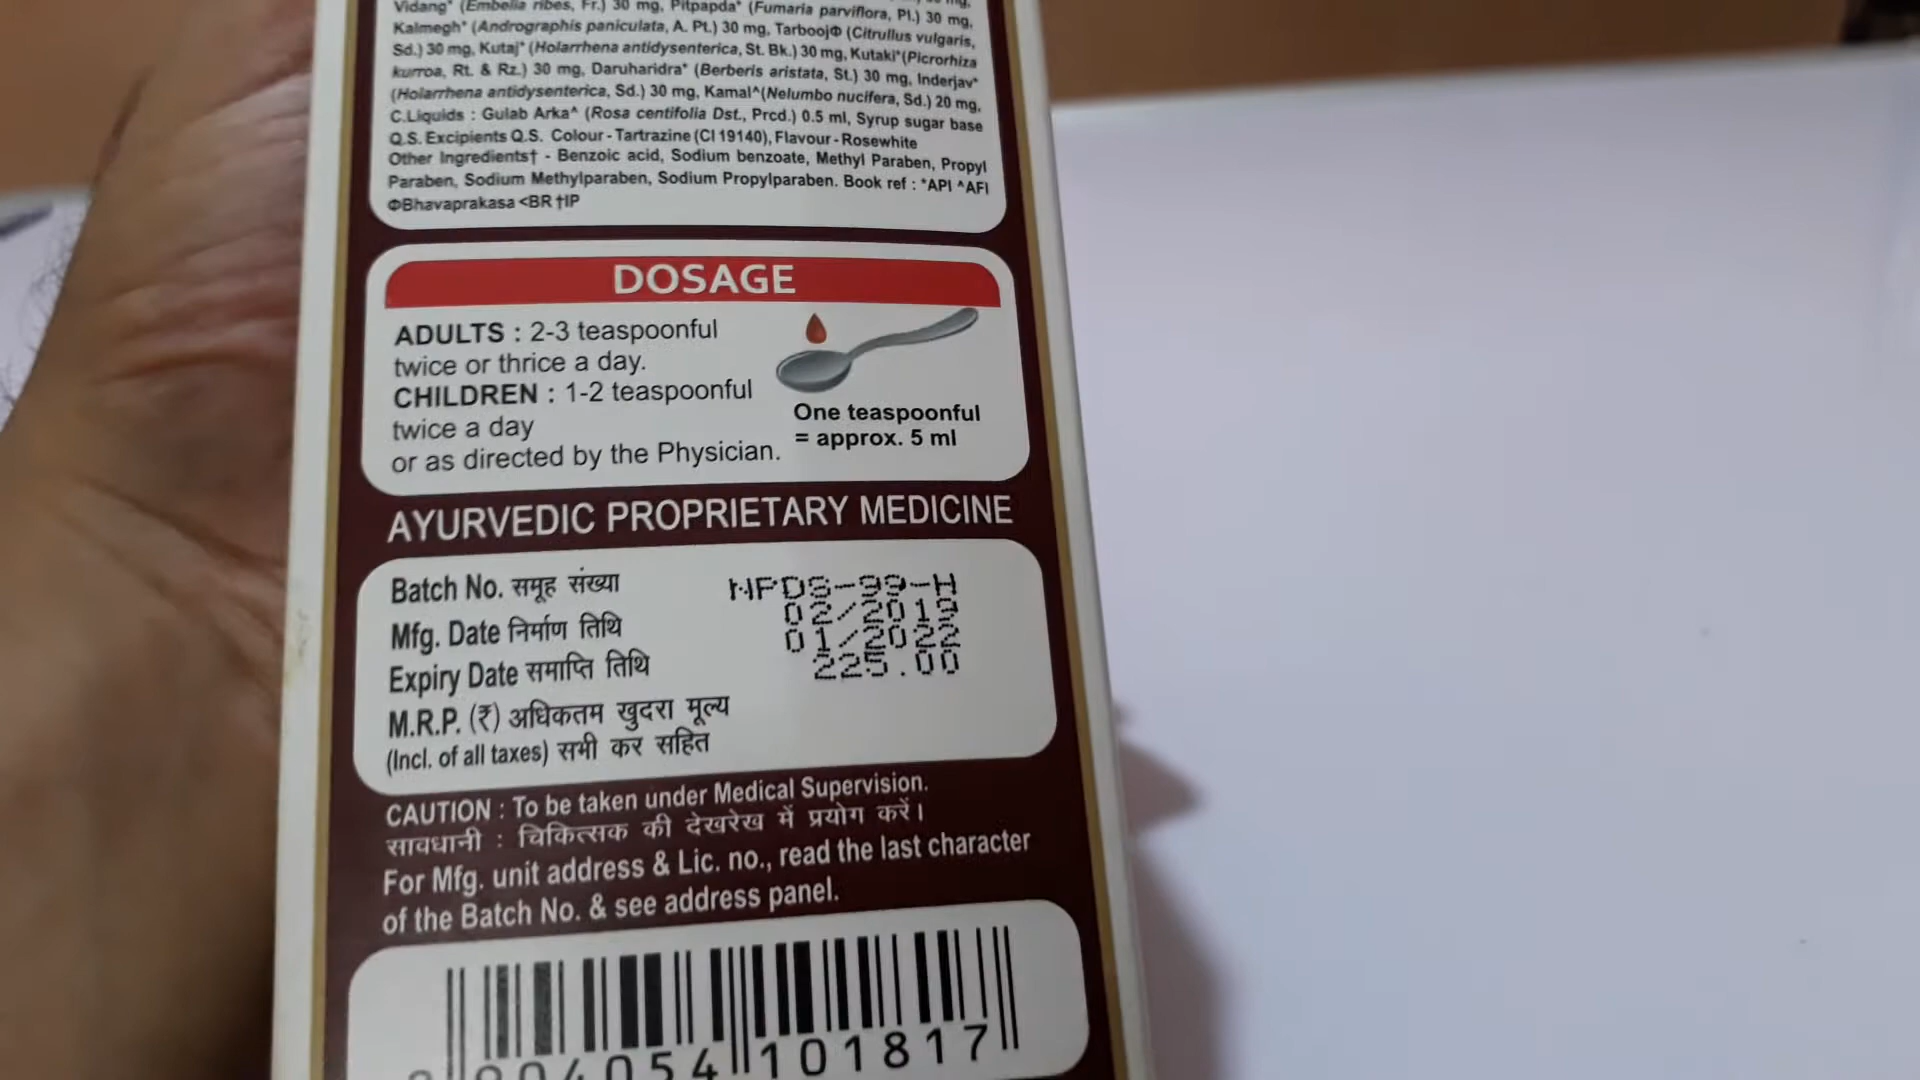 Vidang* (Embelia ribes, Fr.) 30 mg, Pitpapda* (Fumaria parviflora, Pl.) 30 mg,
Kalmegh* (Andrographis paniculata, A. Pt.) 30 mg, TarboojΦ (Citrullus vulgaris,
Sd.) 30 mg, Kutaj* (Holarrhena antidysenterica, St. Bk.) 30 mg, Kutaki*(Picrorhiza
kurroa, Rt. & Rz.) 30 mg, Daruharidra* (Berberis aristata, St.) 30 mg, Inderjav*
(Holarrhena antidysenterica, Sd.) 30 mg, Kamal^(Nelumbo nucifera, Sd.) 20 mg,
C.Liquids : Gulab Arka^ (Rosa centifolia Dst., Prcd.) 0.5 ml, Syrup sugar base
Q.S. Excipients Q.S. Colour - Tartrazine (CI 19140), Flavour - Rosewhite
Other Ingredients† - Benzoic acid, Sodium benzoate, Methyl Paraben, Propyl
Paraben, Sodium Methylparaben, Sodium Propylparaben. Book ref : *API ^AFI
ΦBhavaprakasa <BR †IP
DOSAGE
ADULTS : 2-3 teaspoonful
twice or thrice a day.
CHILDREN : 1-2 teaspoonful
twice a day
or as directed by the Physician.
One teaspoonful
= approx. 5 ml
AYURVEDIC PROPRIETARY MEDICINE
Batch No. समूह संख्या
Mfg. Date निर्माण तिथि
Expiry Date समाप्ति तिथि
M.R.P. (₹) अधिकतम खुदरा मूल्य
(Incl. of all taxes) सभी कर सहित
02/2019
01/2022
225.00
CAUTION : To be taken under Medical Supervision.
सावधानी : चिकित्सक की देखरेख में प्रयोग करें।
For Mfg. unit address & Lic. no., read the last character
of the Batch No. & see address panel.
904054 101817